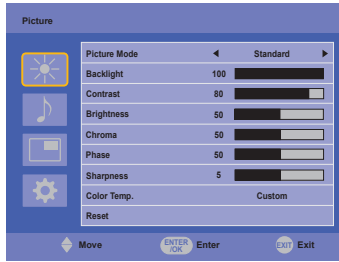 Picture
Picture Mode Standard
Backlight 100
Contrast 80
Brightness 50
Chroma 50
Phase 50
Sharpness 5
Color Temp. Custom
Reset
Move ENTER /OK Enter EXIT Exit